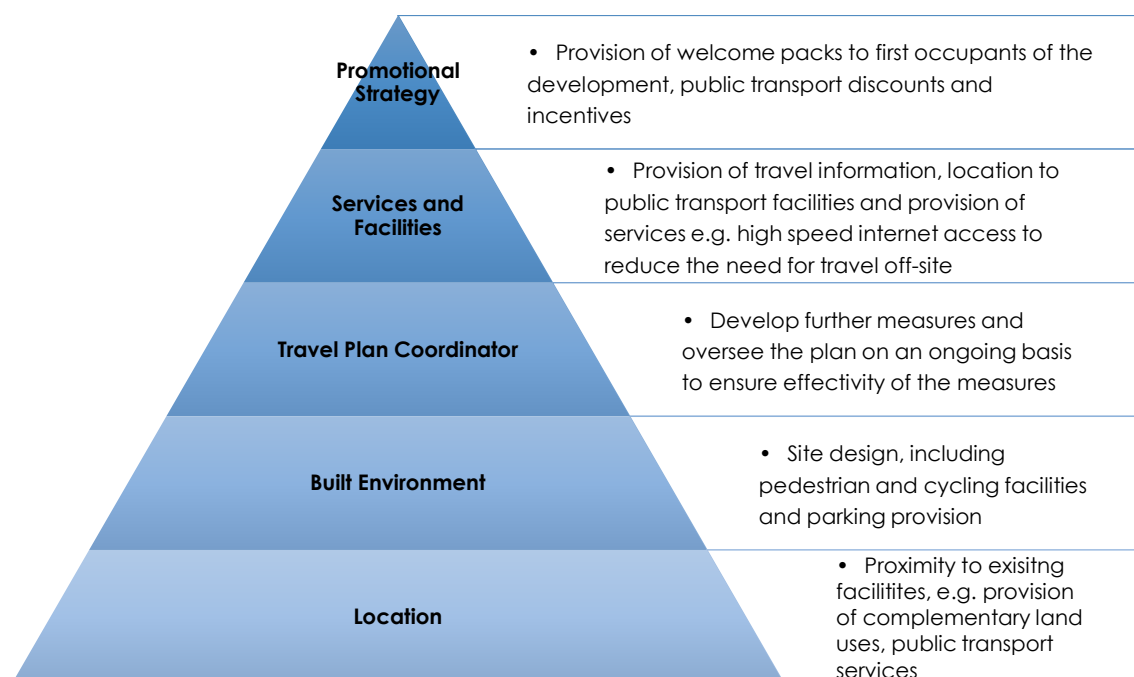 Promotional
Strategy
• Provision of welcome packs to first occupants of the
development, public transport discounts and
incentives
Services and
Facilities
• Provision of travel information, location to
public transport facilities and provision of
services e.g. high speed internet access to
reduce the need for travel off-site
Travel Plan Coordinator
• Develop further measures and
oversee the plan on an ongoing basis
to ensure effectivity of the measures
Built Environment
• Site design, including
pedestrian and cycling facilities
and parking provision
Location
• Proximity to exisitng
facilitites, e.g. provision
of complementary land
uses, public transport
services